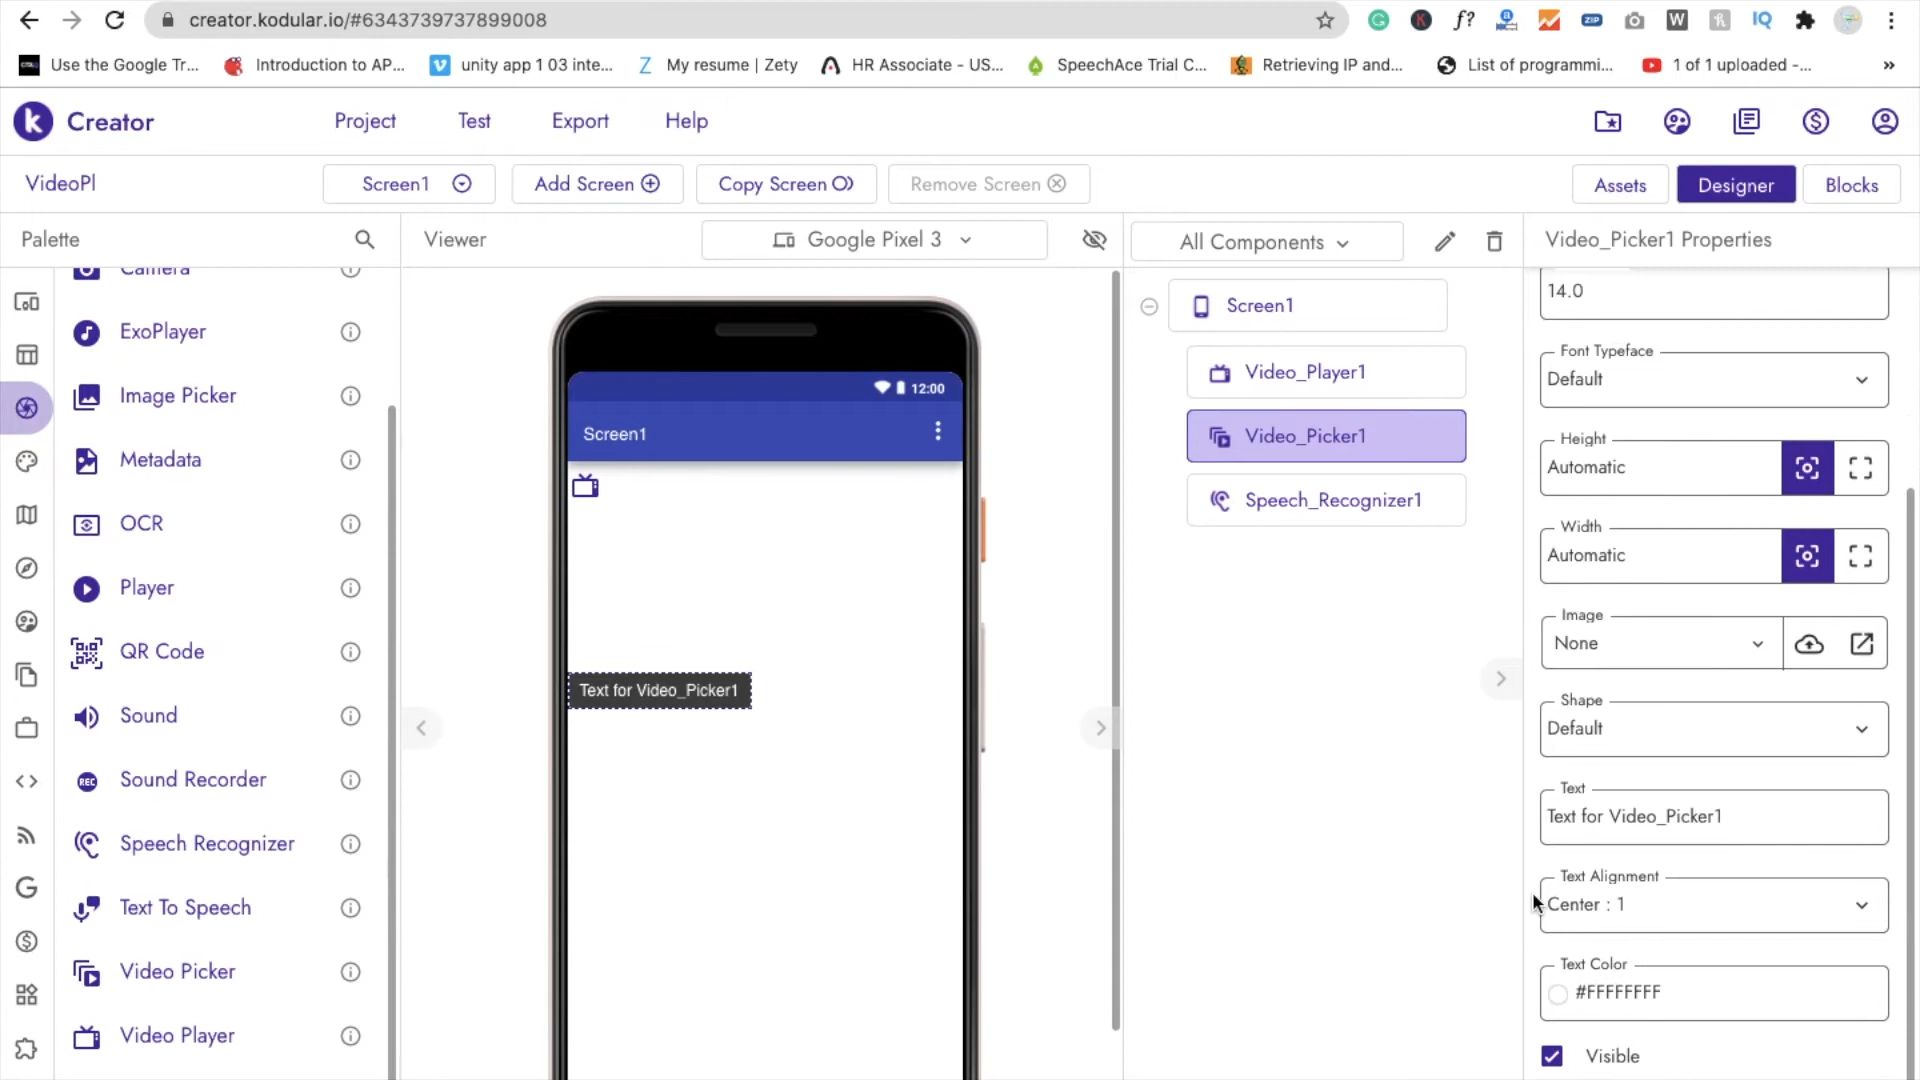 creator.kodular.io/#6343739737899008
Use the Google Tr...
Introduction to AP...
unity app 1 03 inte...
My resume | Zety
HR Associate - US...
SpeechAce Trial C...
Retrieving IP and...
List of programmi...
1 of 1 uploaded -...
»
Creator
Project
Test
Export
Help
VideoPl
Screen1
Add Screen
Copy Screen
Remove Screen
Assets
Designer
Blocks
Palette
Viewer
Google Pixel 3
All Components
Video_Picker1 Properties
Camera
ExoPlayer
Image Picker
Metadata
OCR
Player
QR Code
Sound
Sound Recorder
Speech Recognizer
Text To Speech
Video Picker
Video Player
12:00
Screen1
Text for Video_Picker1
Screen1
Video_Player1
Video_Picker1
Speech_Recognizer1
14.0
Font Typeface
Default
Height
Automatic
Width
Automatic
Image
None
Shape
Default
Text
Text for Video_Picker1
Text Alignment
Center : 1
Text Color
#FFFFFFFF
Visible